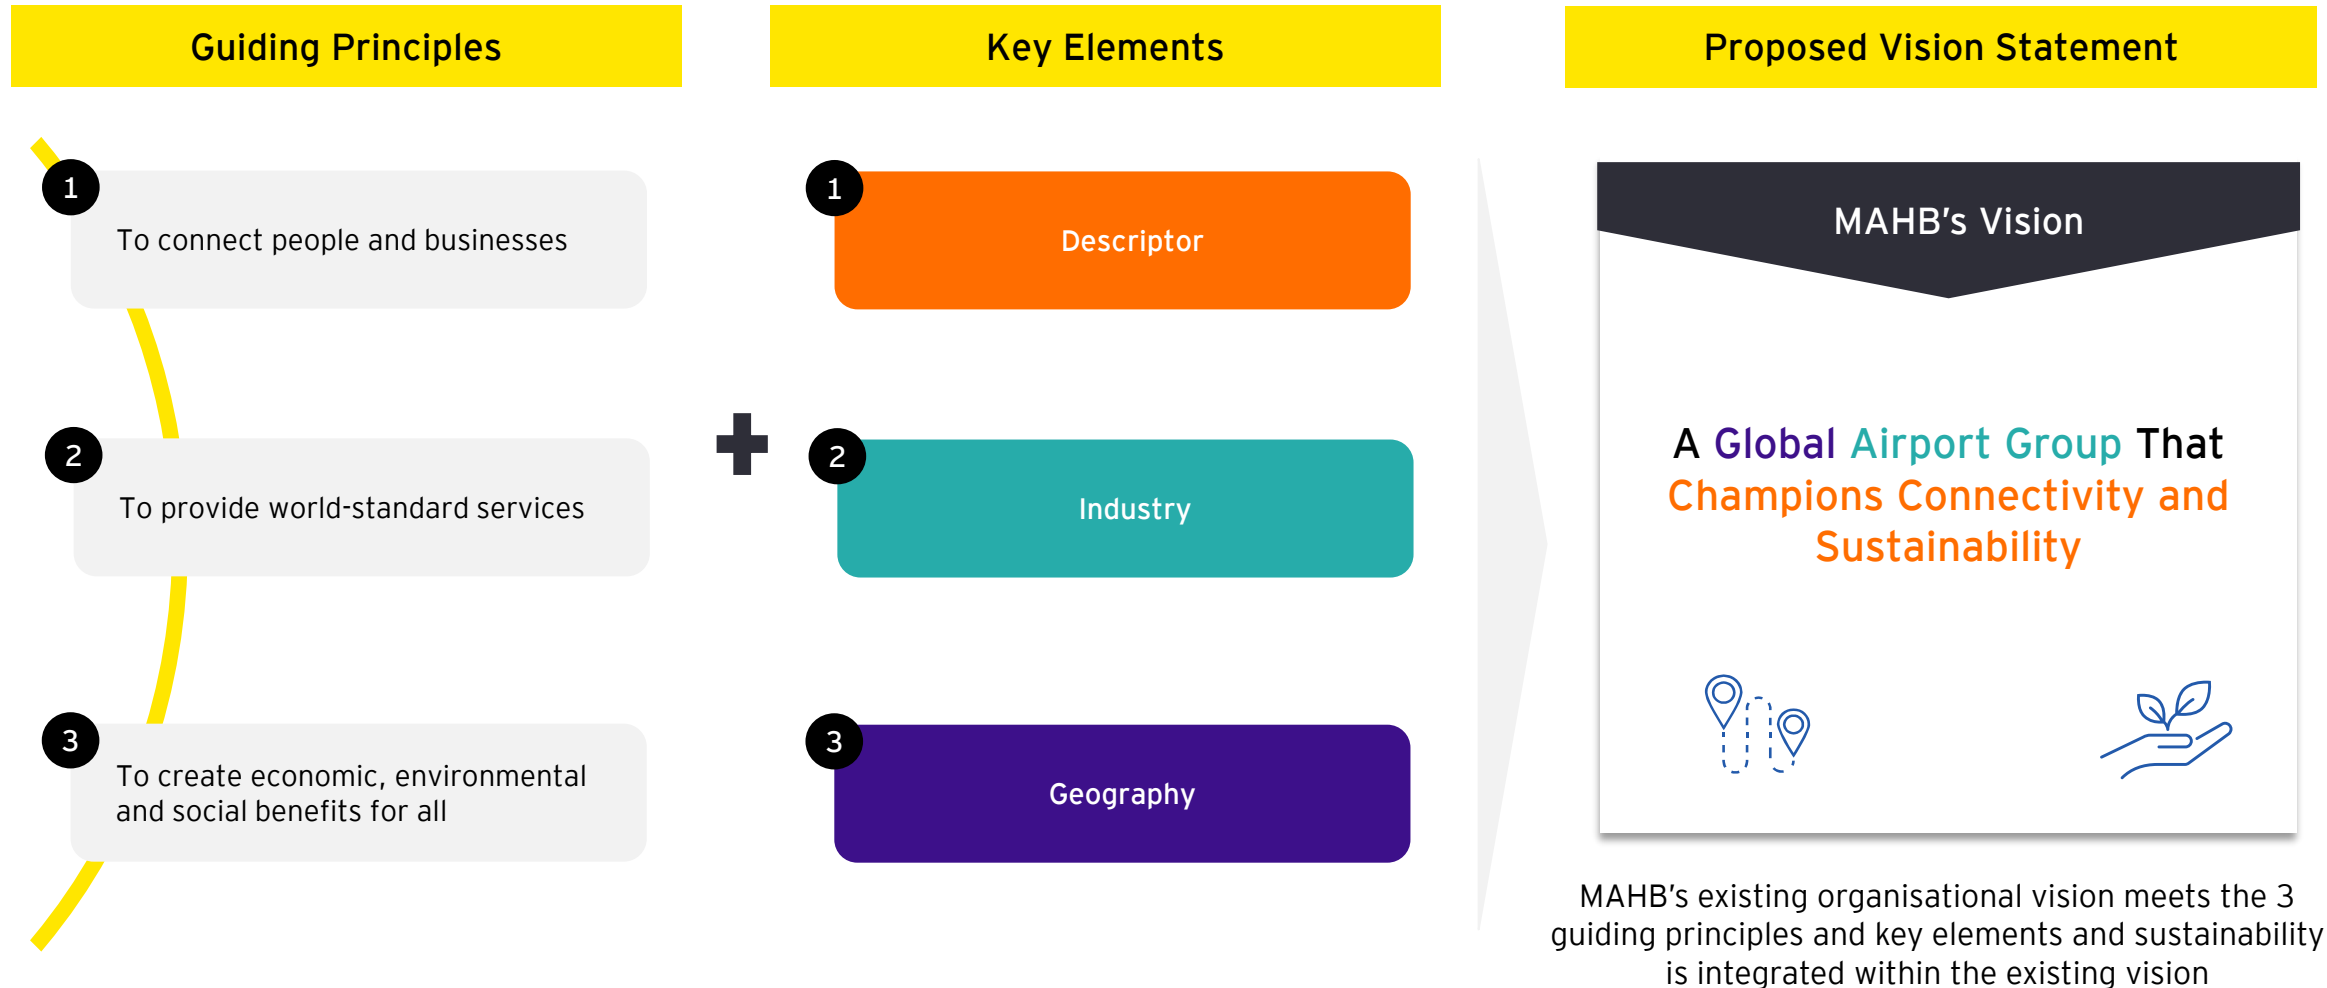 Guiding Principles
1
To connect people and businesses
2
To provide world-standard services
3
To create economic, environmental
and social benefits for all
Key Elements
1
Descriptor
2
Industry
3
Geography
Proposed Vision Statement
MAHB's Vision
A Global Airport Group That
Champions Connectivity and
Sustainability
MAHB's existing organisational vision meets the 3
guiding principles and key elements and sustainability
is integrated within the existing vision